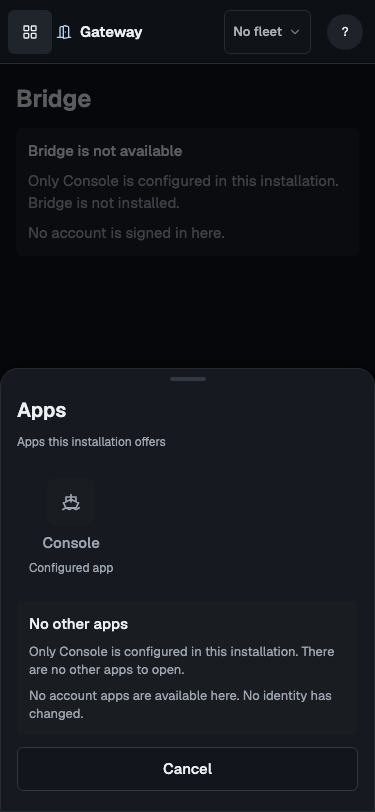 Gateway
No fleet
?
Bridge
Bridge is not available
Only Console is configured in this installation.
Bridge is not installed.
No account is signed in here.
Apps
Apps this installation offers
Console
Configured app
No other apps
Only Console is configured in this installation. There
are no other apps to open.
No account apps are available here. No identity has
changed.
Cancel